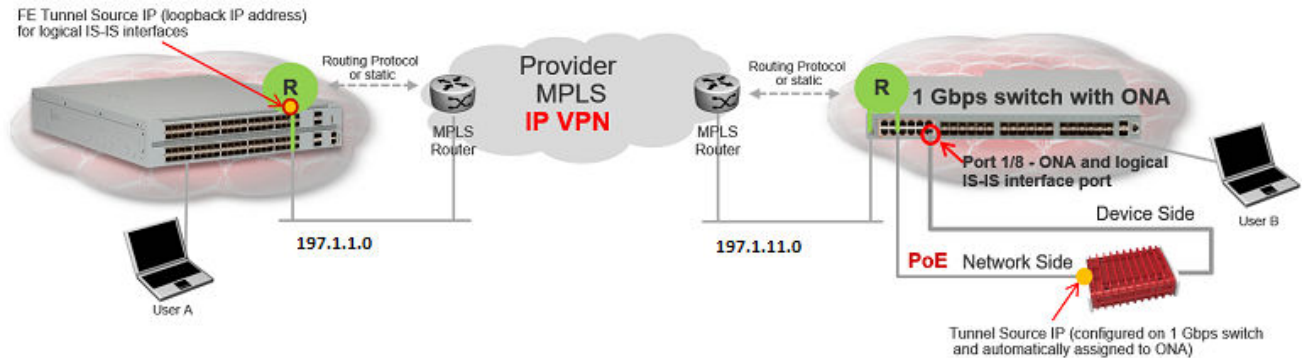 FE Tunnel Source IP (loopback IP address)
for logical IS-IS interfaces
R
Routing Protocol
or static
MPLS
Router
Provider
MPLS
IP VPN
MPLS
Router
Routing Protocol
or static
R
1 Gbps switch with ONA
Port 1/8 - ONA and logical
IS-IS interface port
User B
Device Side
197.1.1.0
197.1.11.0
PoE Network Side
User A
Tunnel Source IP (configured on 1 Gbps switch
and automatically assigned to ONA)